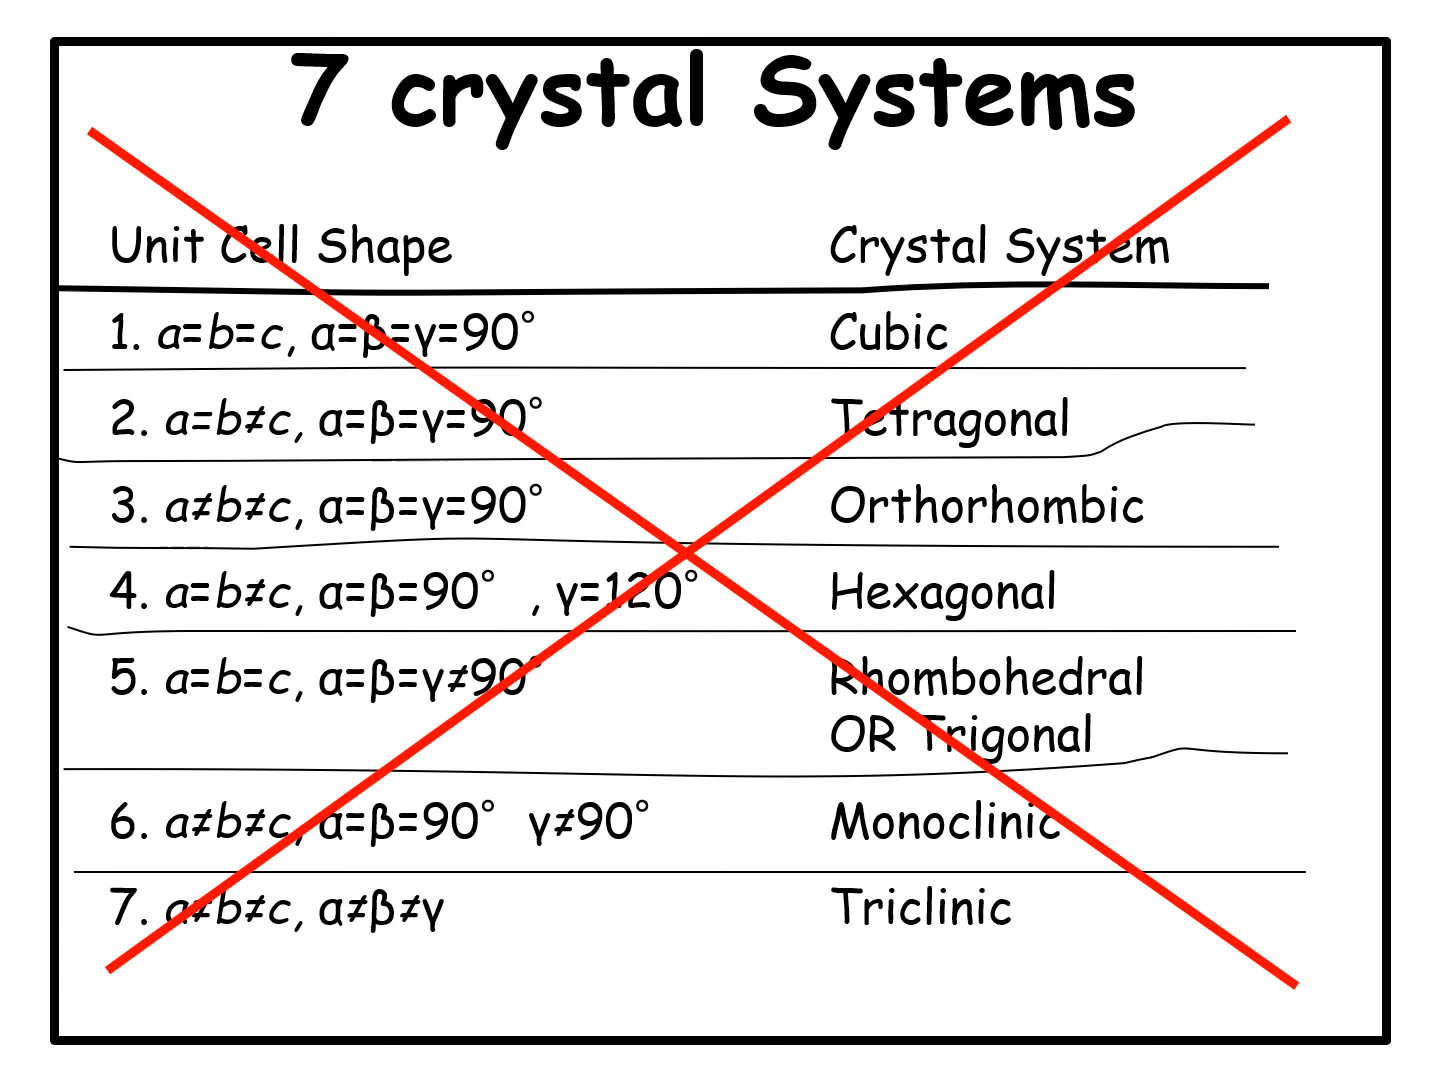 7 crystal Systems
Unit Cell Shape Crystal System
1. a=b=c, α=β=γ=90° Cubic
2. a=b≠c, α=β=γ=90° Tetragonal
3. a≠b≠c, α=β=γ=90° Orthorhombic
4. a=b≠c, α=β=90° , γ=120° Hexagonal
5. a=b=c, α=β=γ≠90° Rhombohedral
OR Trigonal
6. a≠b≠c, α=β=90° γ≠90° Monoclinic
7. a≠b≠c, α≠β≠γ Triclinic